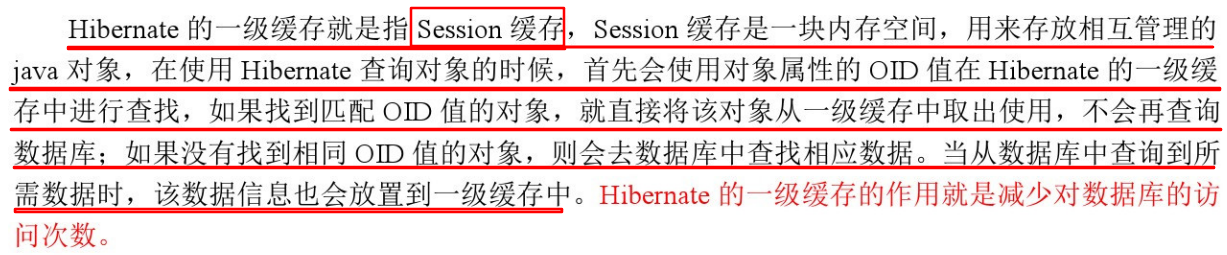 Hibernate 的一级缓存就是指 Session 缓存，Session 缓存是一块内存空间，用来存放相互管理的
java 对象，在使用 Hibernate 查询对象的时候，首先会使用对象属性的 OID 值在 Hibernate 的一级缓
存中进行查找，如果找到匹配 OID 值的对象，就直接将该对象从一级缓存中取出使用，不会再查询
数据库；如果没有找到相同 OID 值的对象，则会去数据库中查找相应数据。当从数据库中查询到所
需数据时，该数据信息也会放置到一级缓存中。Hibernate 的一级缓存的作用就是减少对数据库的访
问次数。